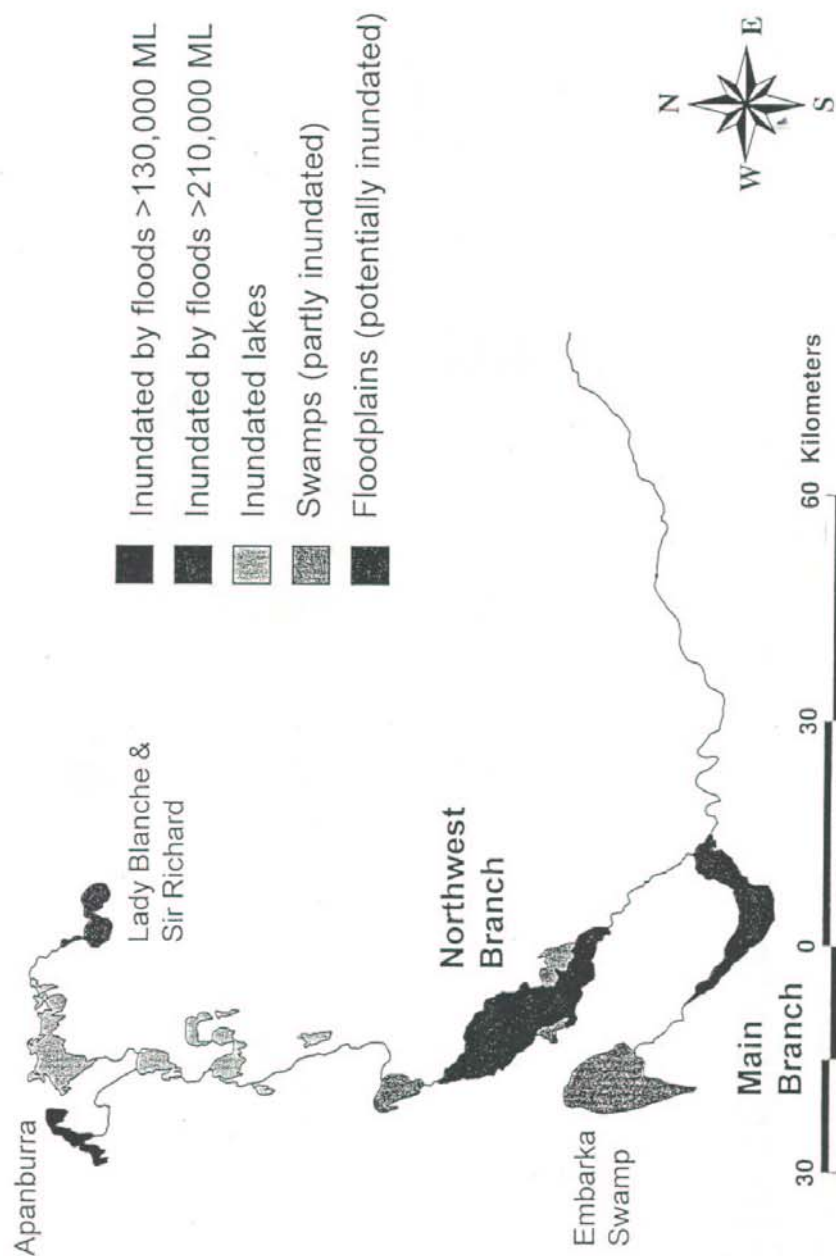 Apanburra
Lady Blanche &
Sir Richard
Northwest
Branch
Embarka
Swamp
Main
Branch
Inundated by floods >130,000 ML
Inundated by floods >210,000 ML
Inundated lakes
Swamps (partly inundated)
Floodplains (potentially inundated)
N
W
E
S
30
0
30
60 Kilometers